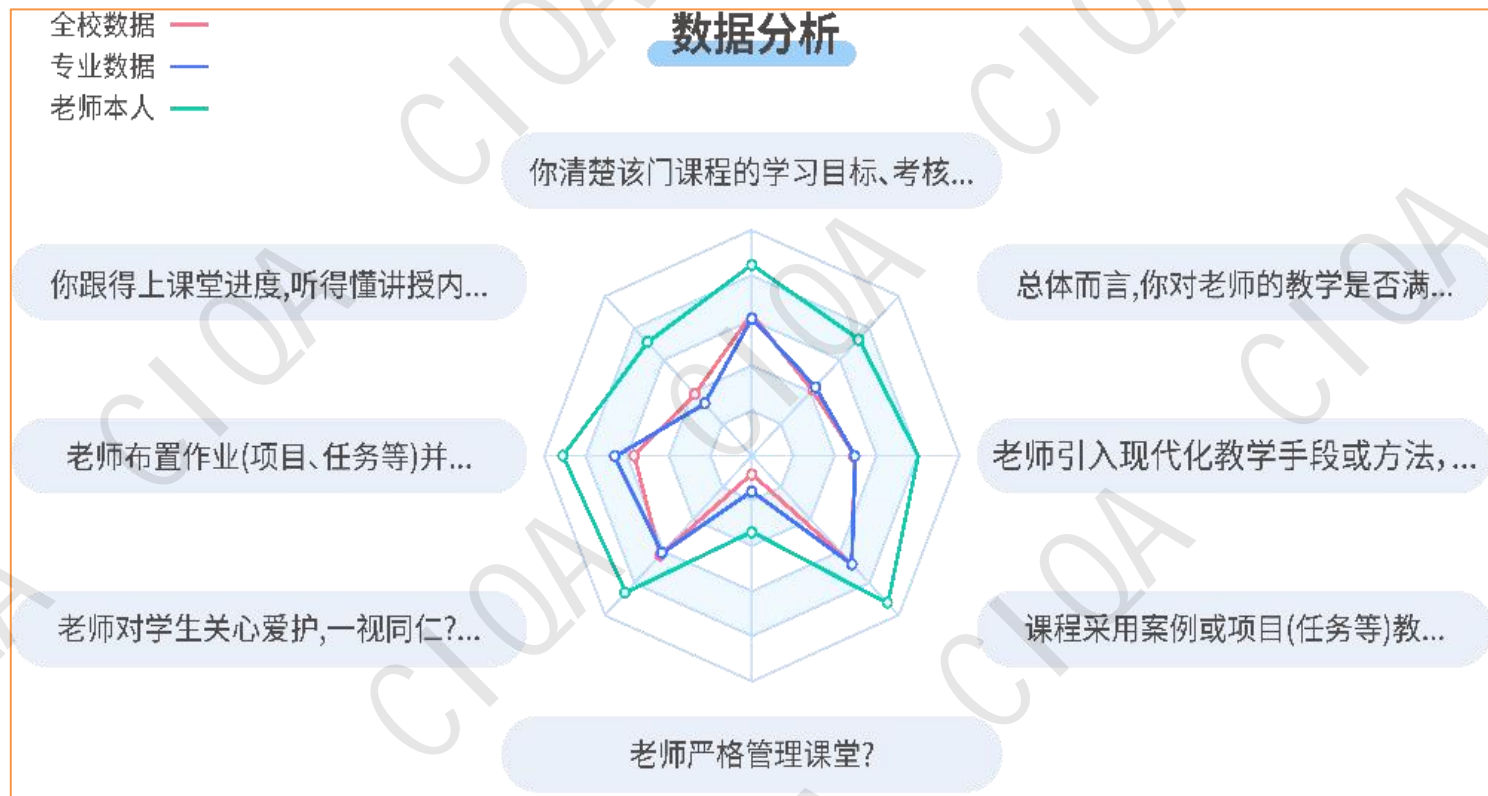 全校数据
专业数据
老师本人
数据分析
你清楚该门课程的学习目标、考核...
你跟得上课堂进度,听得懂讲授内...
总体而言,你对老师的教学是否满...
老师布置作业(项目、任务等)并...
老师引入现代化教学手段或方法，...
老师对学生关心爱护,一视同仁?...
课程采用案例或项目(任务等)教...
老师严格管理课堂?
CIQA
CIQA
CIQA
CIQA
CIQA
CIQA
CIQA